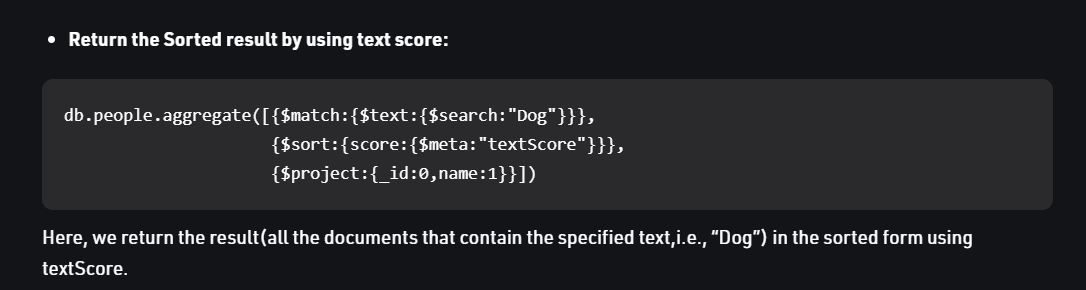 • Return the Sorted result by using text score:
db.people.aggregate([{$match:{$text:{$search:"Dog"}}},
{$sort:{score:{$meta:"textScore"}}},
{$project:{_id:0,name:1}}])
Here, we return the result(all the documents that contain the specified text,i.e., “Dog”) in the sorted form using
textScore.